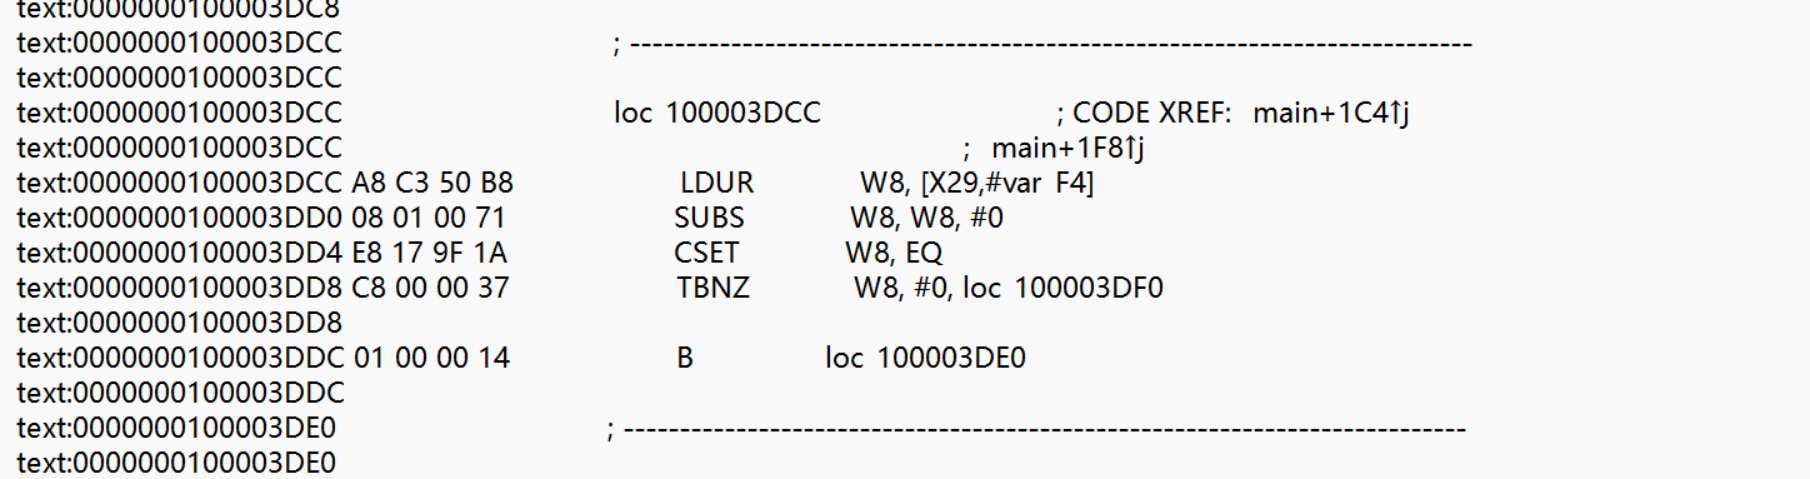 text:0000000100003DC8
text:0000000100003DCC ; ---------------------------------------------------------------------------
text:0000000100003DCC
text:0000000100003DCC loc 100003DCC ; CODE XREF: main+1C4↑j
text:0000000100003DCC ; main+1F8↑j
text:0000000100003DCC A8 C3 50 B8 LDUR W8, [X29,#var F4]
text:0000000100003DD0 08 01 00 71 SUBS W8, W8, #0
text:0000000100003DD4 E8 17 9F 1A CSET W8, EQ
text:0000000100003DD8 C8 00 00 37 TBNZ W8, #0, loc 100003DF0
text:0000000100003DD8
text:0000000100003DDC 01 00 00 14 B loc 100003DE0
text:0000000100003DDC
text:0000000100003DE0 ; ---------------------------------------------------------------------------
text:0000000100003DE0